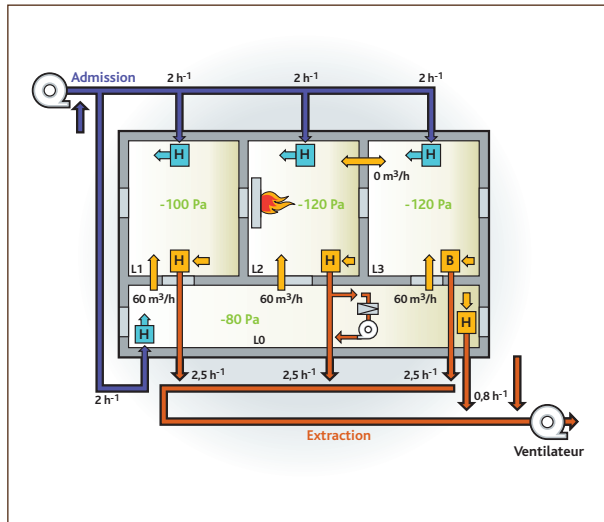 2 h-1 2 h-1 2 h-1
Admission
H H H
0 m3/h
-100 Pa -120 Pa -120 Pa
H H B
L1 L2 L3
60 m3/h 60 m3/h 60 m3/h
H
-80 Pa
H
L0
2,5 h-1 2,5 h-1 2,5 h-1
2 h-1
0,8 h-1
Extraction
Ventilateur